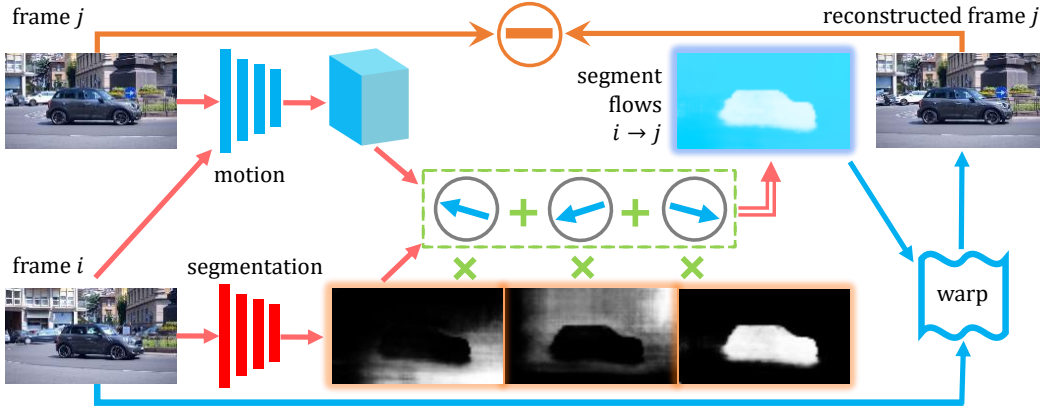 frame j
reconstructed frame j
segment
flows
i → j
motion
frame i
segmentation
warp